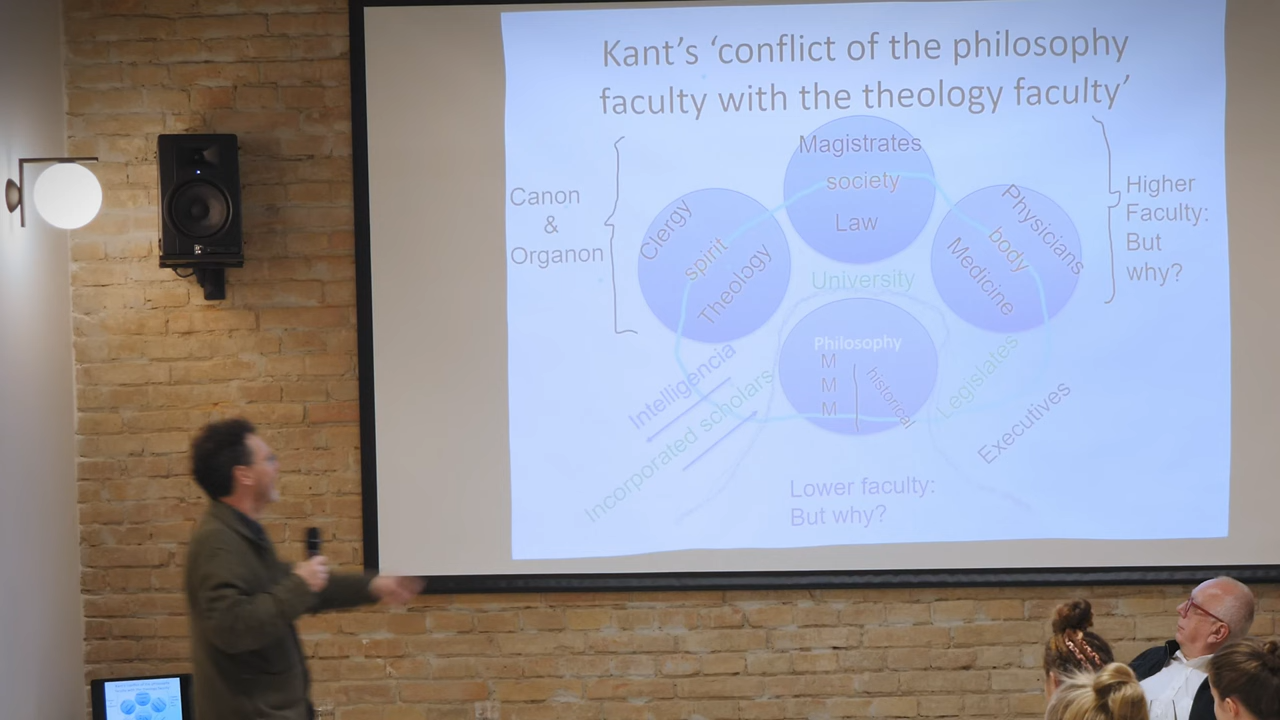 Kant's 'conflict of the philosophy
faculty with the theology faculty'
Canon
&
Organon
Clergy
spirit
Theology
Magistrates
society
Law
Physicians
body
Medicine
Higher
Faculty:
But
why?
University
Philosophy
M
M
M
historical
Intelligencia
Incorporated scholars
Legislates
Executives
Lower faculty:
But why?